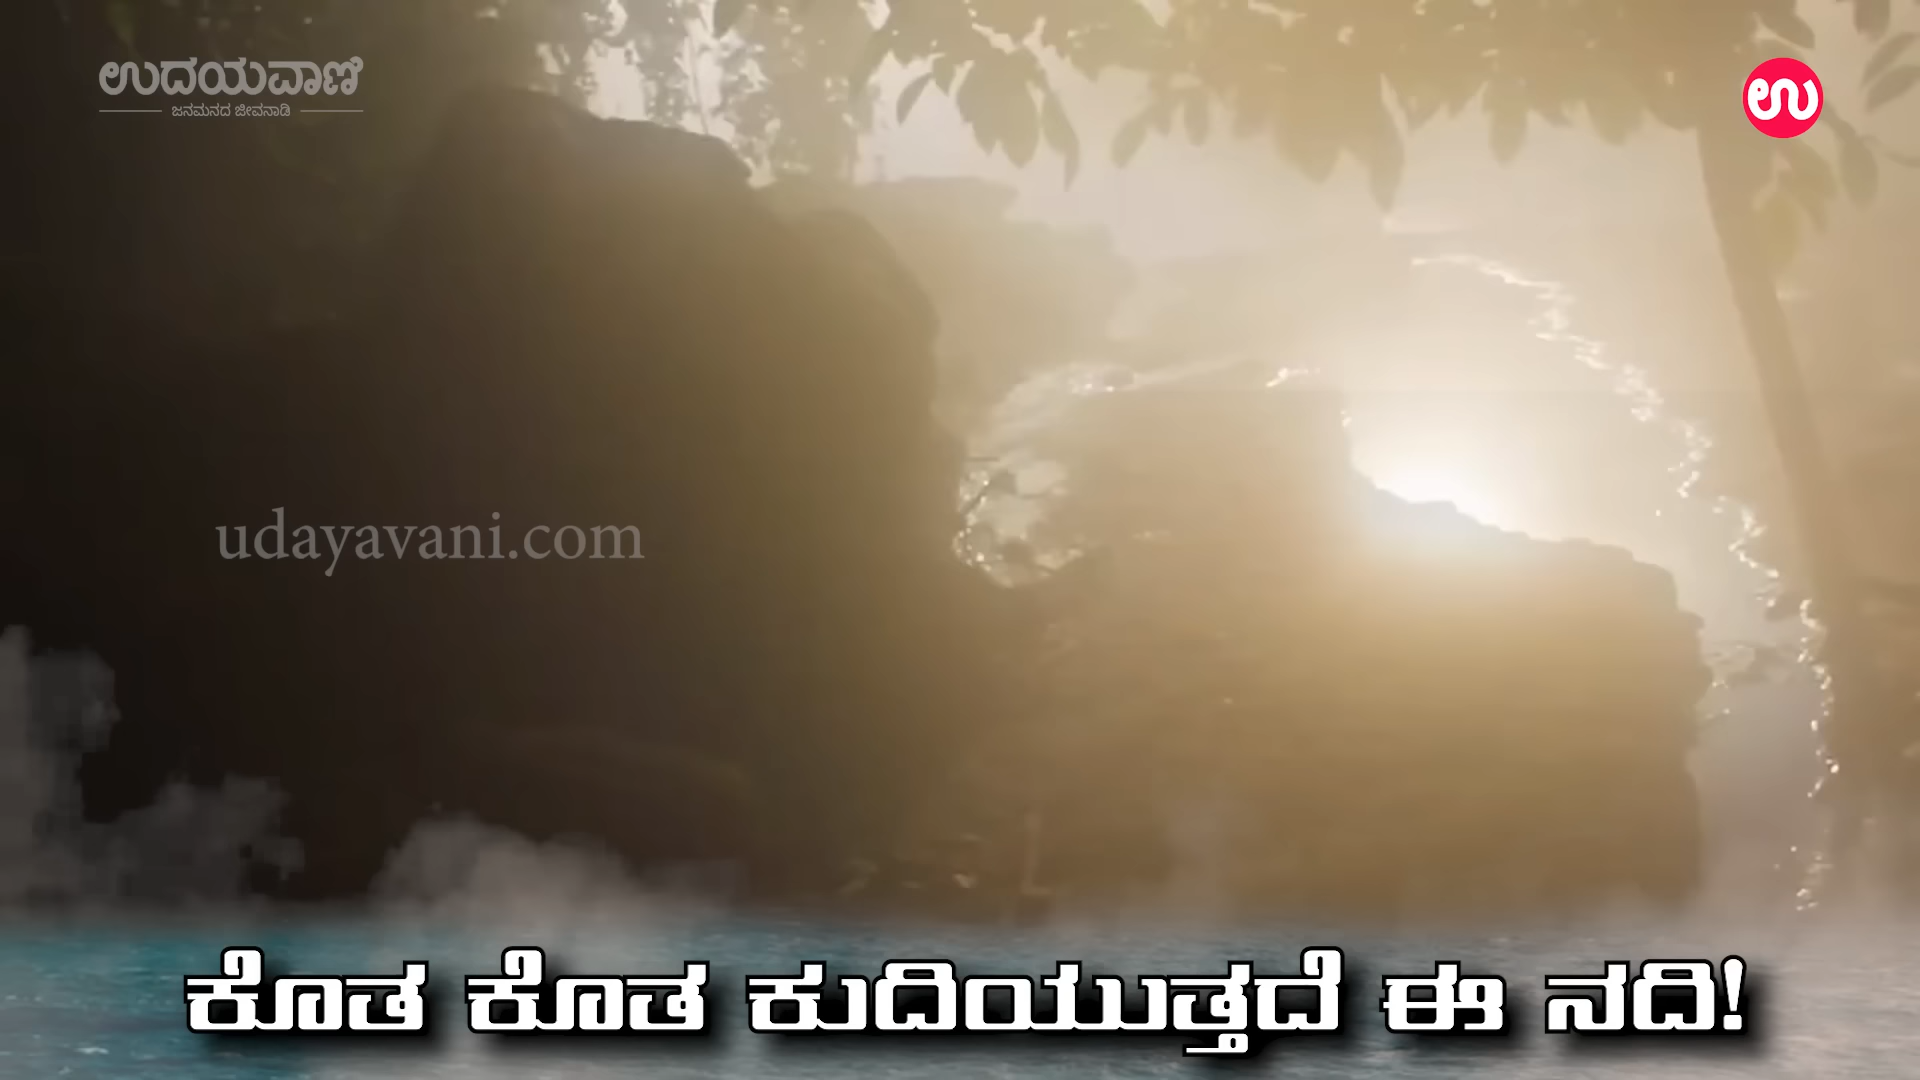 ಉದಯವಾಣಿ
ಜನಮನದ ಜೀವನಾಡಿ
ಉ
udayavani.com
ಕೊತ ಕೊತ ಕುದಿಯುತ್ತದೆ ಈ ನದಿ!